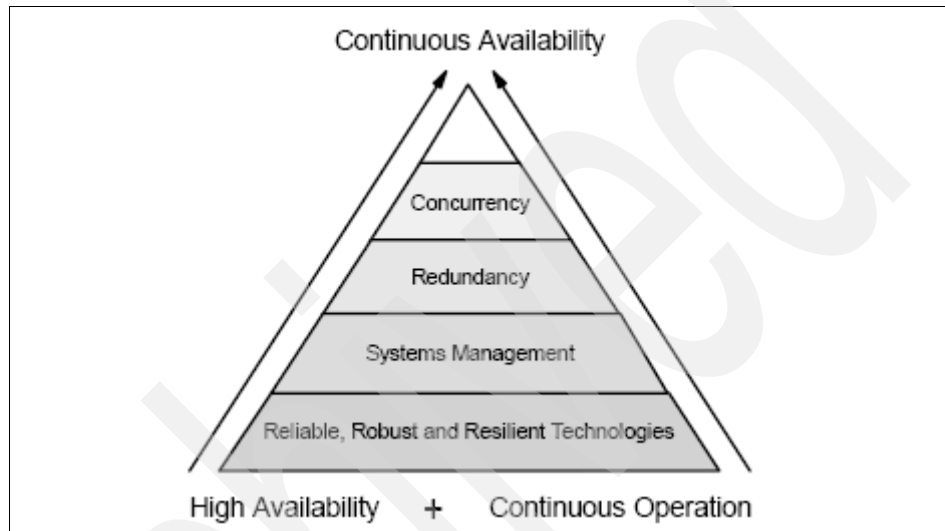 Continuous Availability
Concurrency
Redundancy
Systems Management
Reliable, Robust and Resilient Technologies
High Availability + Continuous Operation